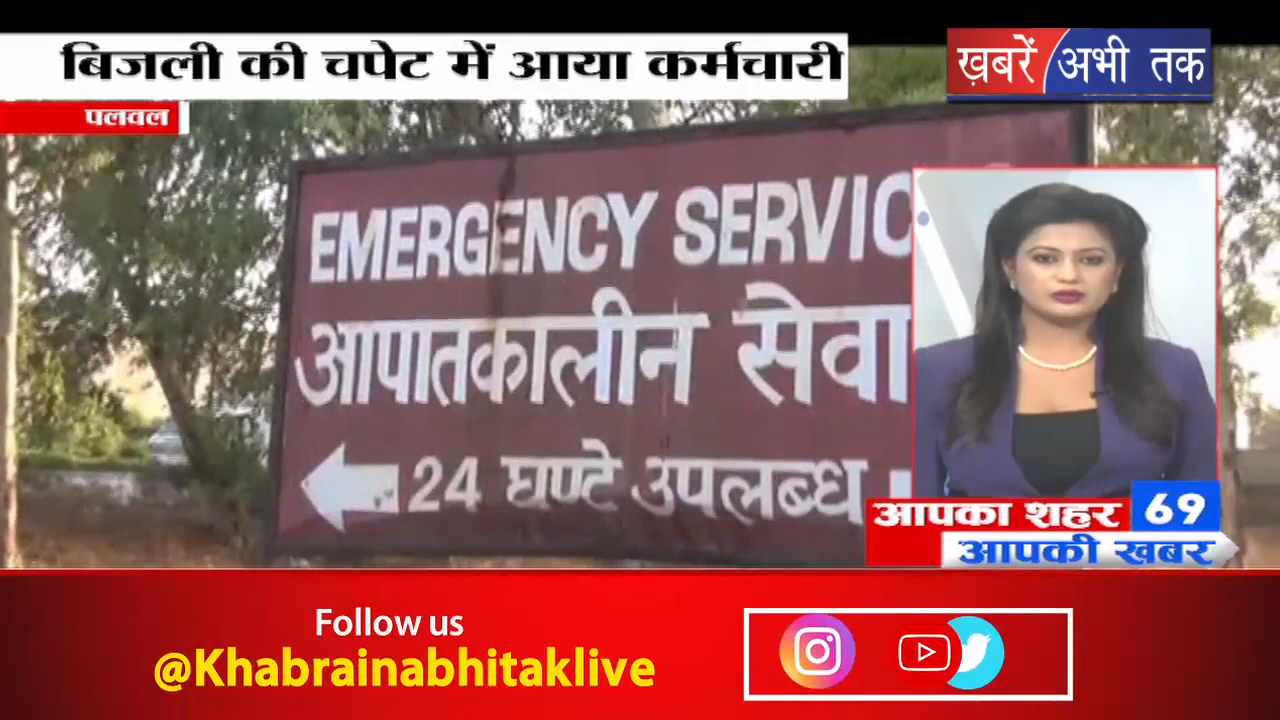 बिजली की चपेट में आया कर्मचारी
ख़बरें अभी तक
पलवल
EMERGENCY SERVIC
आपातकालीन सेवा
24 घण्टे उपलब्ध
आपका शहर 69
आपकी खबर
Follow us
@Khabrainabhitaklive